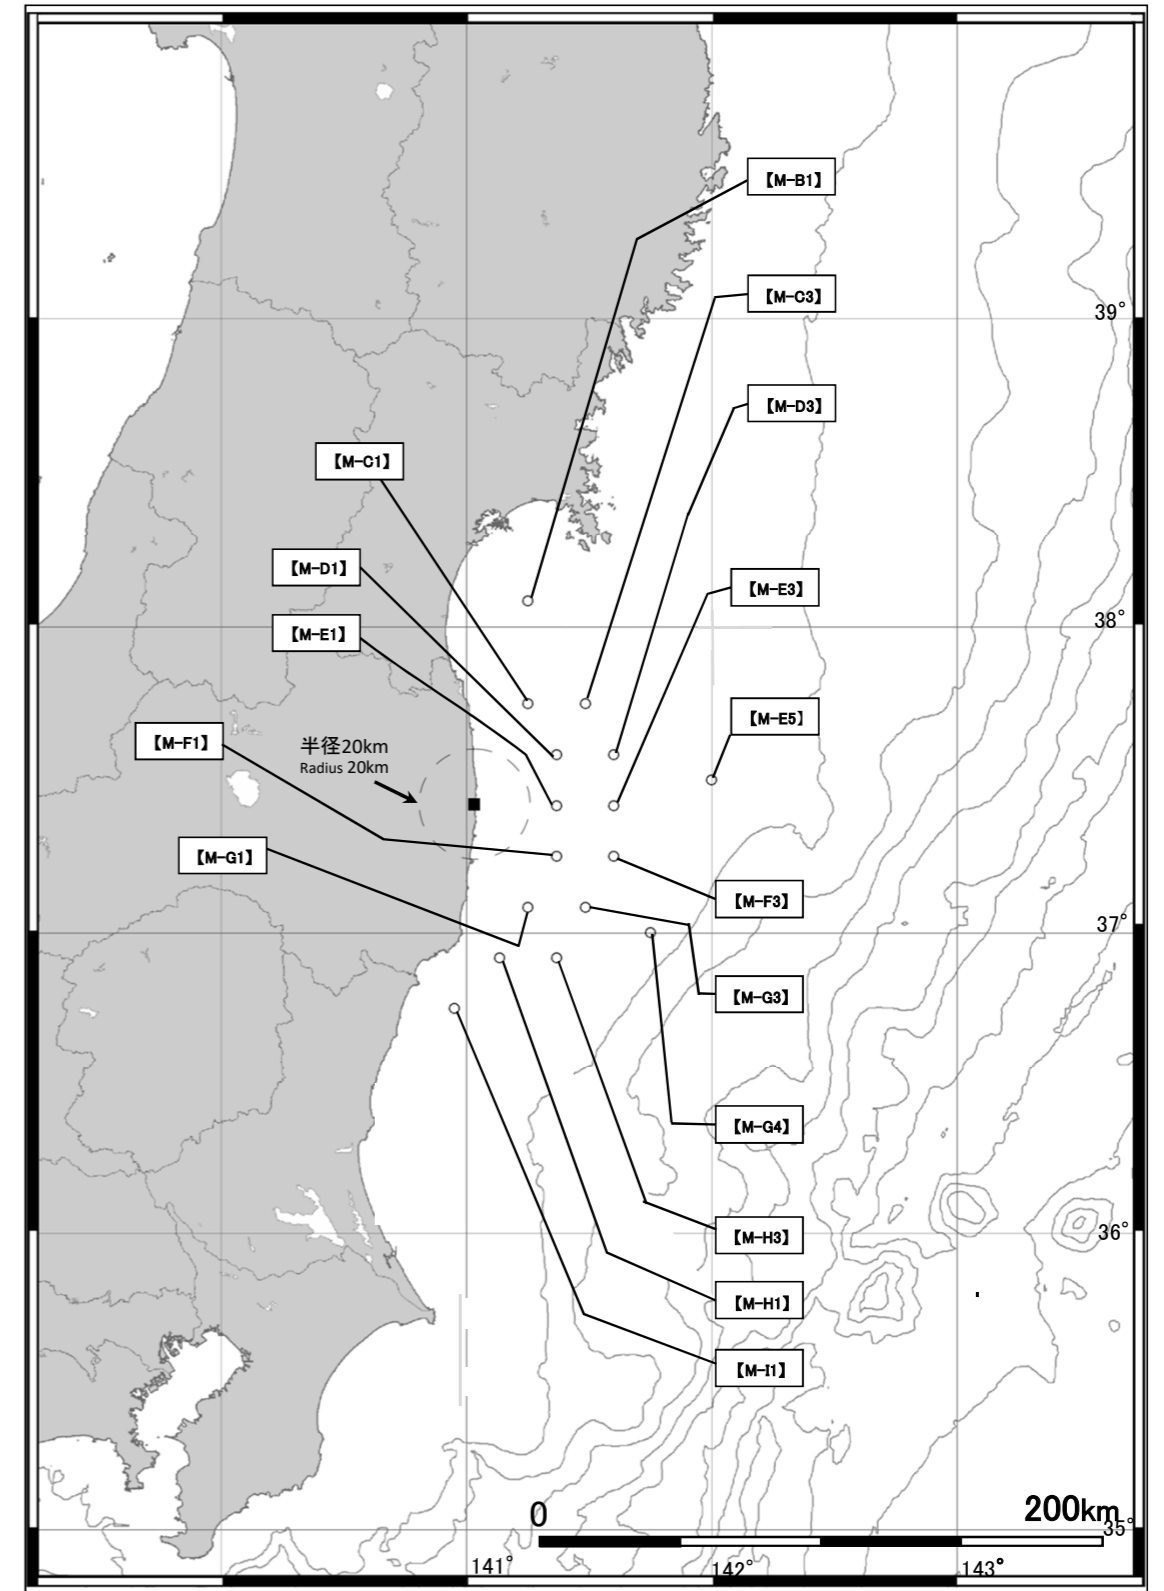 【M-B1】
【M-C3】
39°
【M-D3】
【M-C1】
【M-D1】
【M-E3】
38°
【M-E1】
【M-E5】
【M-F1】
半径20km
Radius 20km
【M-G1】
【M-F3】
37°
【M-G3】
【M-G4】
【M-H3】
36°
【M-H1】
【M-I1】
0
200km
35°
141°
142°
143°